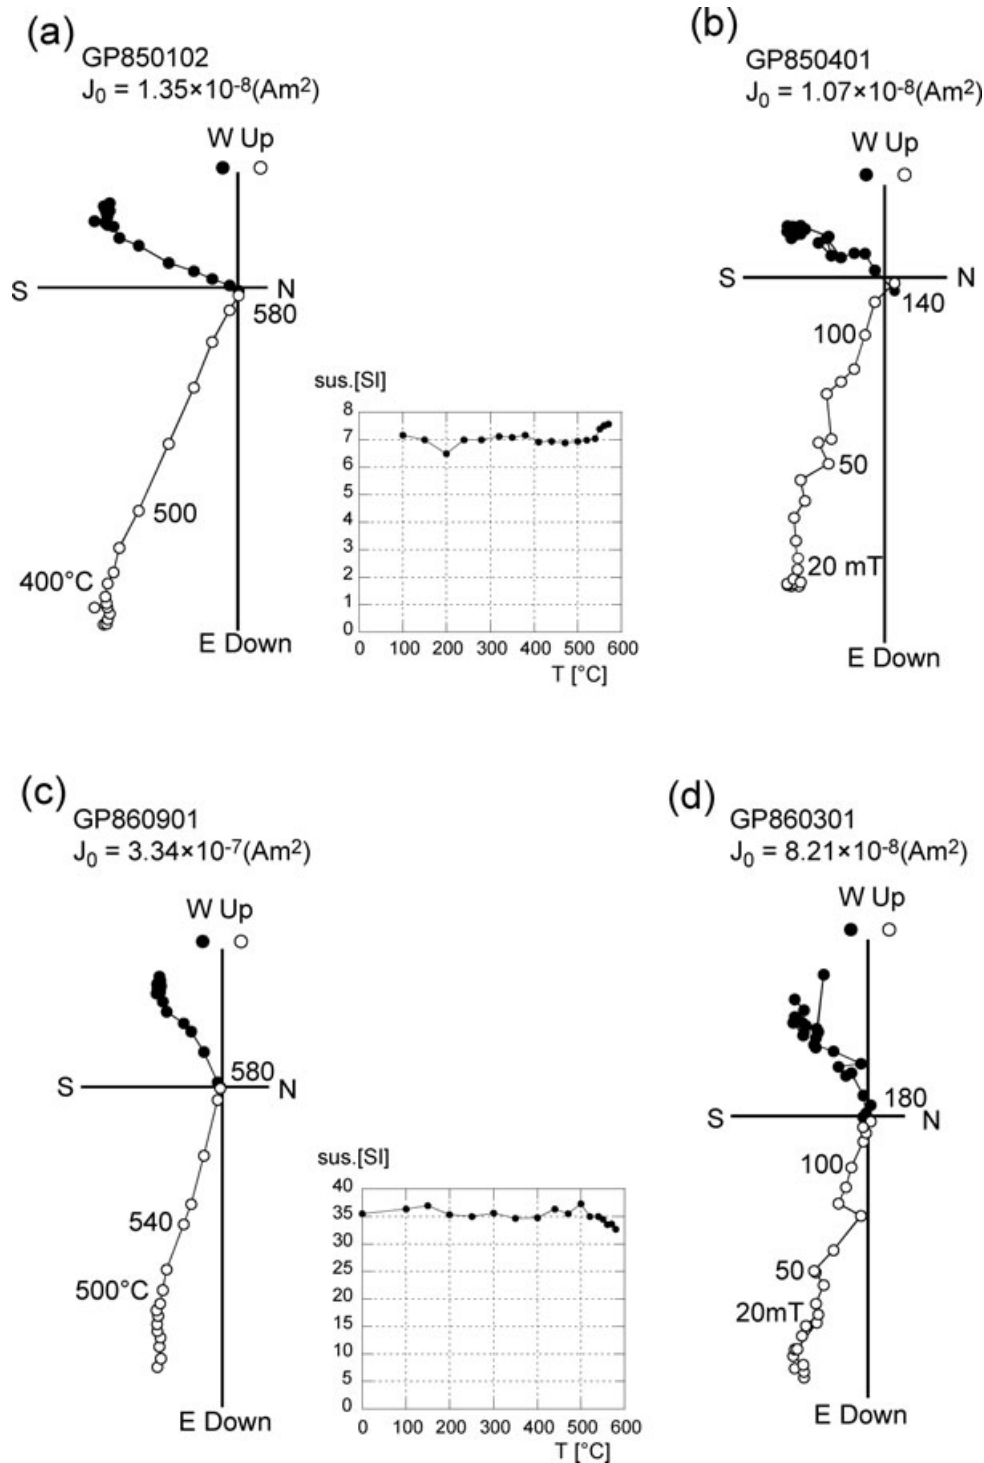 (a)
GP850102
J₀ = 1.35×10⁻⁸(Am²)
W Up
S
N
580
500
400°C
E Down
sus.[SI]
8
7
6
5
4
3
2
1
0
0 100 200 300 400 500 600
T [°C]
(b)
GP850401
J₀ = 1.07×10⁻⁸(Am²)
W Up
S
N
140
100
50
20 mT
E Down
(c)
GP860901
J₀ = 3.34×10⁻⁷(Am²)
W Up
580
S
N
540
500°C
E Down
sus.[SI]
40
35
30
25
20
15
10
5
0
0 100 200 300 400 500 600
T [°C]
(d)
GP860301
J₀ = 8.21×10⁻⁸(Am²)
W Up
180
S
N
100
50
20mT
E Down